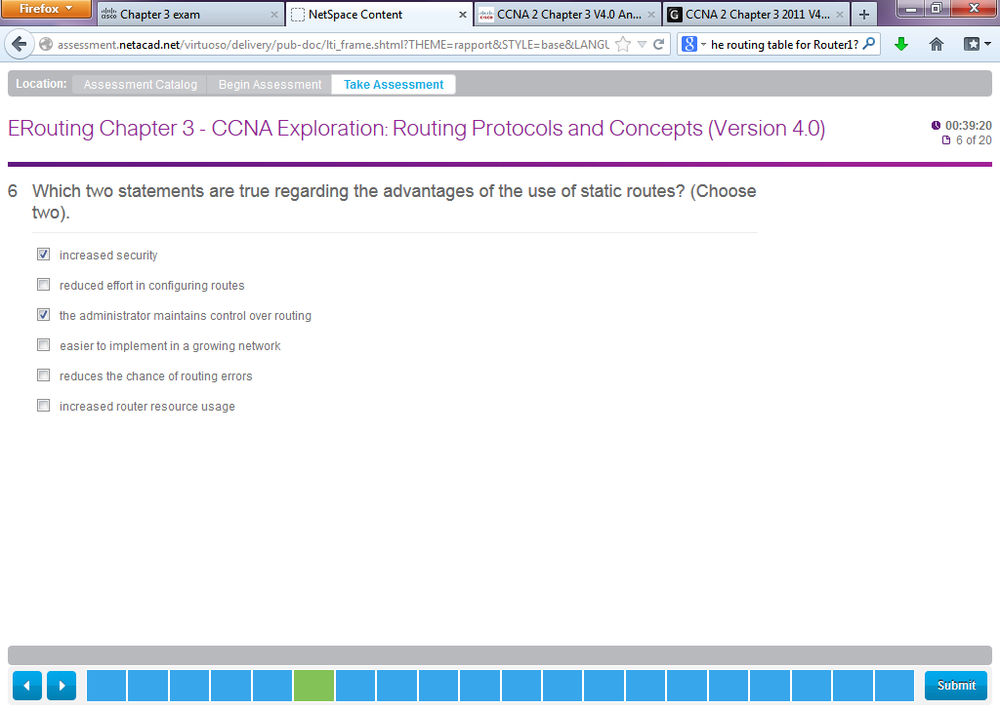 Firefox
Chapter 3 exam
NetSpace Content
CCNA 2 Chapter 3 V4.0 An...
CCNA 2 Chapter 3 2011 V4...
assessment.netacad.net/virtuoso/delivery/pub-doc/lti_frame.shtml?THEME=rapport&STYLE=base&LANGU
he routing table for Router1?
Location:
Assessment Catalog
Begin Assessment
Take Assessment
ERouting Chapter 3 - CCNA Exploration: Routing Protocols and Concepts (Version 4.0)
00:39:20
6 of 20
6 Which two statements are true regarding the advantages of the use of static routes? (Choose
two).
increased security
reduced effort in configuring routes
the administrator maintains control over routing
easier to implement in a growing network
reduces the chance of routing errors
increased router resource usage
Submit